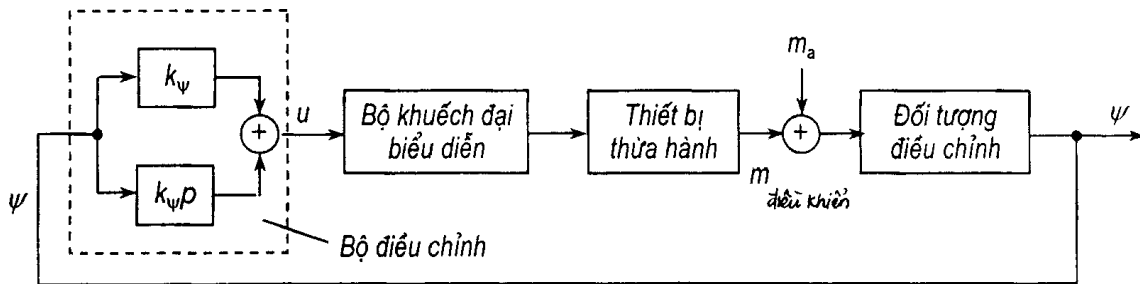 k_ψ
k_ψp
+
u
Bộ khuếch đại
biểu diễn
Thiết bị
thừa hành
m_a
+
m
điều khiển
Đối tượng
điều chỉnh
ψ
ψ
Bộ điều chỉnh